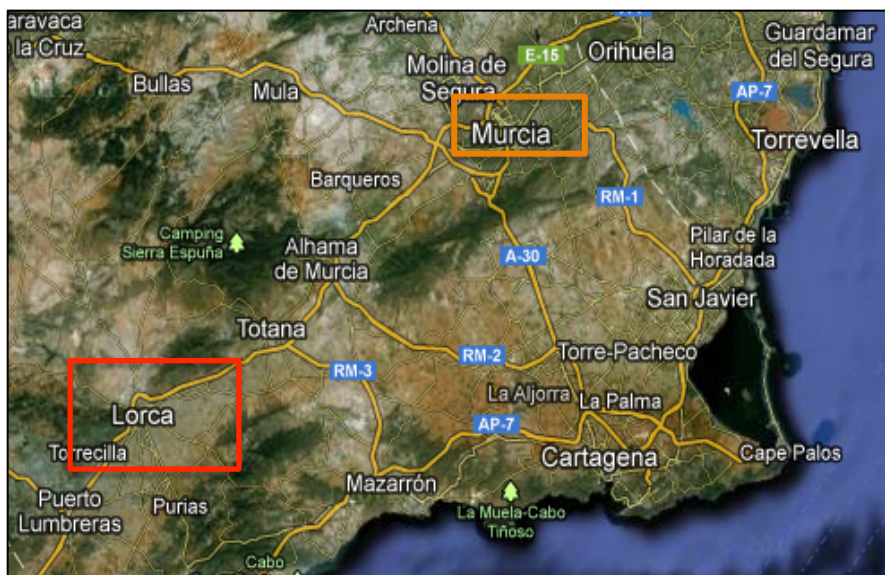 aravaca
e la Cruz
Archena
Bullas
Mula
Molina de
Segura
E-15
Orihuela
Guardamar
del Segura
AP-7
Torrevella
Murcia
Barqueros
RM-1
Camping
Sierra Espuña
Alhama
de Murcia
A-30
Pilar de la
Horadada
San Javier
Totana
RM-3
RM-2
Torre-Pacheco
La Aljorra
La Palma
AP-7
Lorca
Torrecilla
Cartagena
Cape Palos
Mazarrón
Puerto
Lumbreras
Purias
La Muela-Cabo
Tiñoso
Cabo